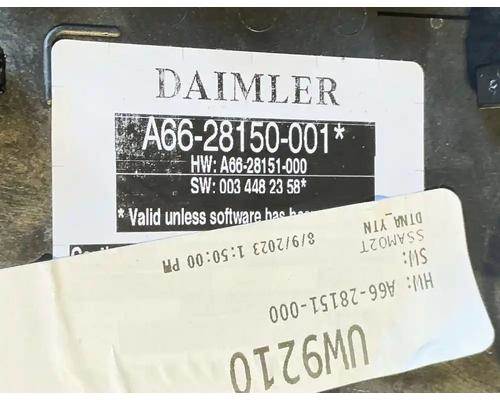 DAIMLER
A66-28150-001*
HW: A66-28151-000
SW: 003 448 23 58*
* Valid unless software has
DTNA_YTN
SSAM02T
SW:
HW: A66-28151-000
8/9/2023 1:50:00 PM
UW9210